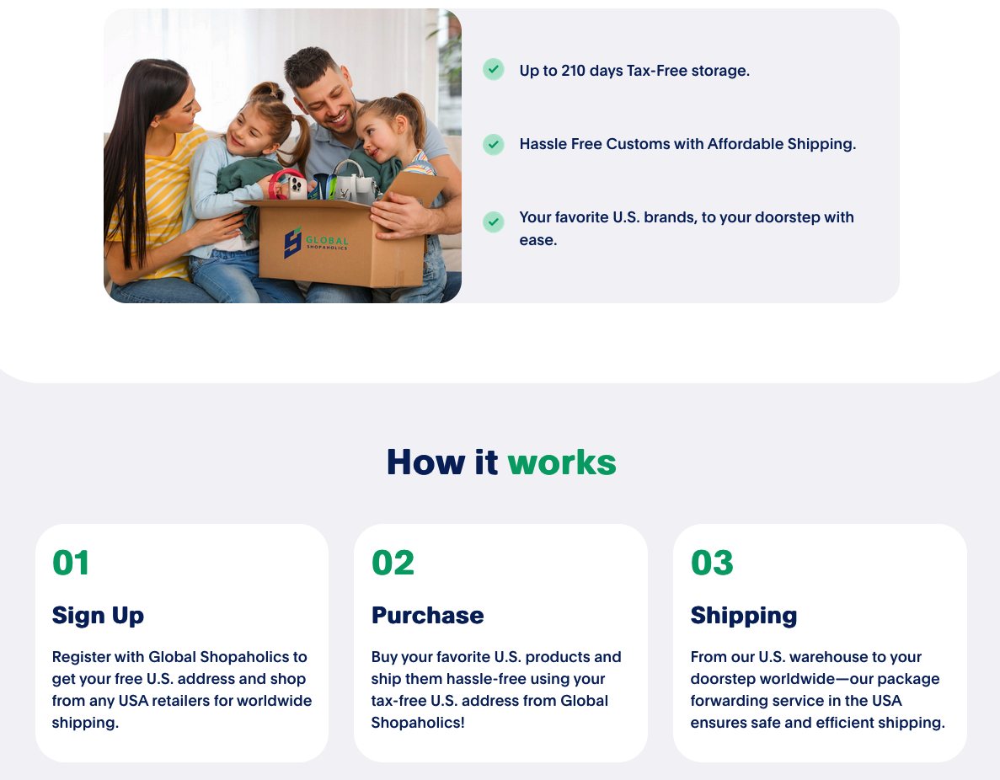 Up to 210 days Tax-Free storage.
Hassle Free Customs with Affordable Shipping.
Your favorite U.S. brands, to your doorstep with
ease.
GLOBAL
SHOPAHOLICS
How it works
01
Sign Up
Register with Global Shopaholics to
get your free U.S. address and shop
from any USA retailers for worldwide
shipping.
02
Purchase
Buy your favorite U.S. products and
ship them hassle-free using your
tax-free U.S. address from Global
Shopaholics!
03
Shipping
From our U.S. warehouse to your
doorstep worldwide—our package
forwarding service in the USA
ensures safe and efficient shipping.